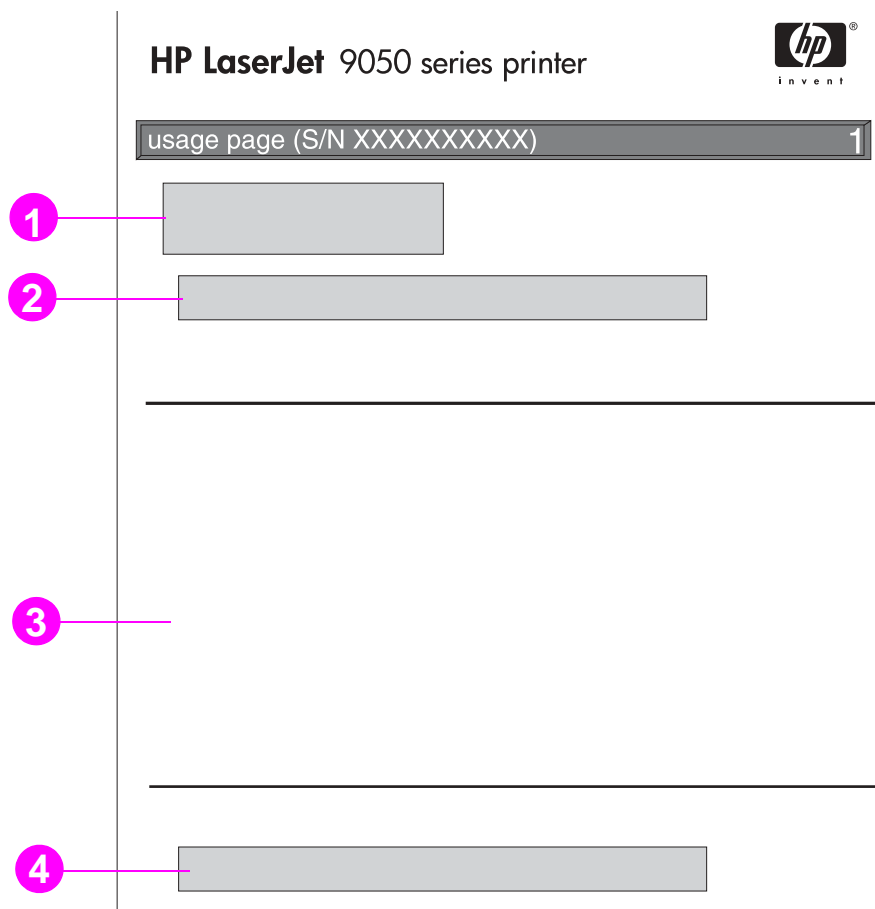 HP LaserJet 9050 series printer
hp ®
invent
usage page (S/N XXXXXXXXXX) 1
1
2
3
4